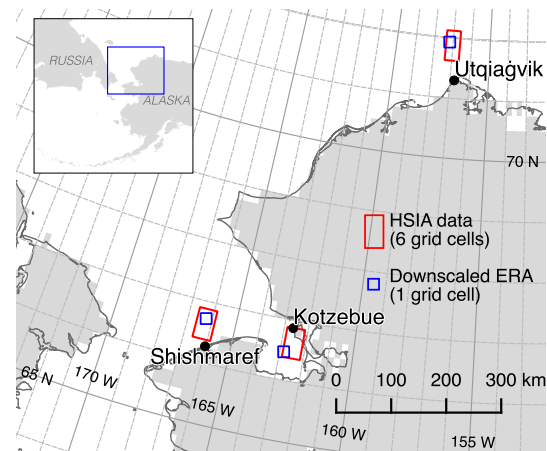 RUSSIA
ALASKA
Utqiaġvik
70 N
HSIA data
(6 grid cells)
Downscaled ERA
(1 grid cell)
Kotzebue
Shishmaref
65 N
170 W
165 W
0 100 200 300 km
160 W
155 W